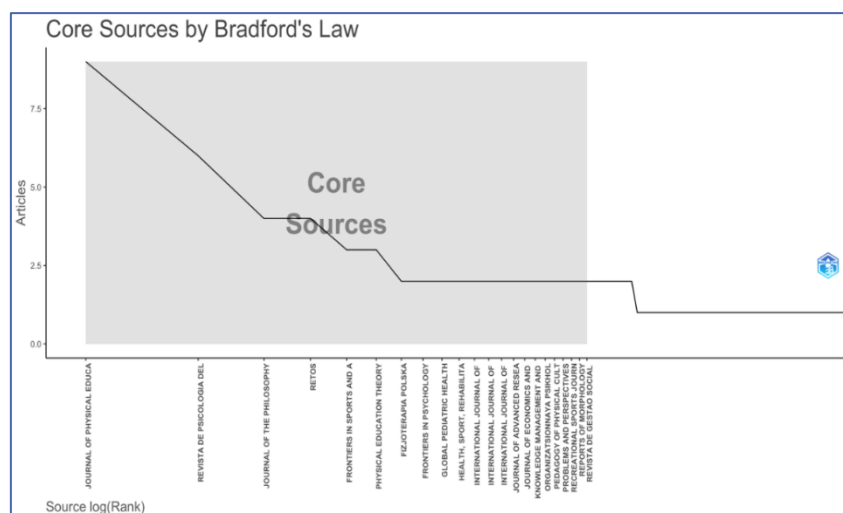 Core Sources by Bradford's Law
Articles
7.5
5.0
2.5
0.0
Core
Sources
JOURNAL OF PHYSICAL EDUCA
REVISTA DE PSICOLOGIA DEL
JOURNAL OF THE PHILOSOPHY
RETOS
FRONTIERS IN SPORTS AND A
PHYSICAL EDUCATION THEORY
FIZJOTERAPIA POLSKA
FRONTIERS IN PSYCHOLOGY
GLOBAL PEDIATRIC HEALTH
HEALTH, SPORT, REHABILITA
INTERNATIONAL JOURNAL OF
INTERNATIONAL JOURNAL OF
INTERNATIONAL JOURNAL OF
JOURNAL OF ADVANCED RESEA
JOURNAL OF ECONOMICS AND
KNOWLEDGE MANAGEMENT AND
ORGANIZATSIONNAYA PSIKHOL
PEDAGOGY OF PHYSICAL CULT
PROBLEMS AND PERSPECTIVES
RECREATIONAL SPORTS JOURN
REPORTS OF MORPHOLOGY
REVISTA DE GESTAO SOCIAL
Source log(Rank)